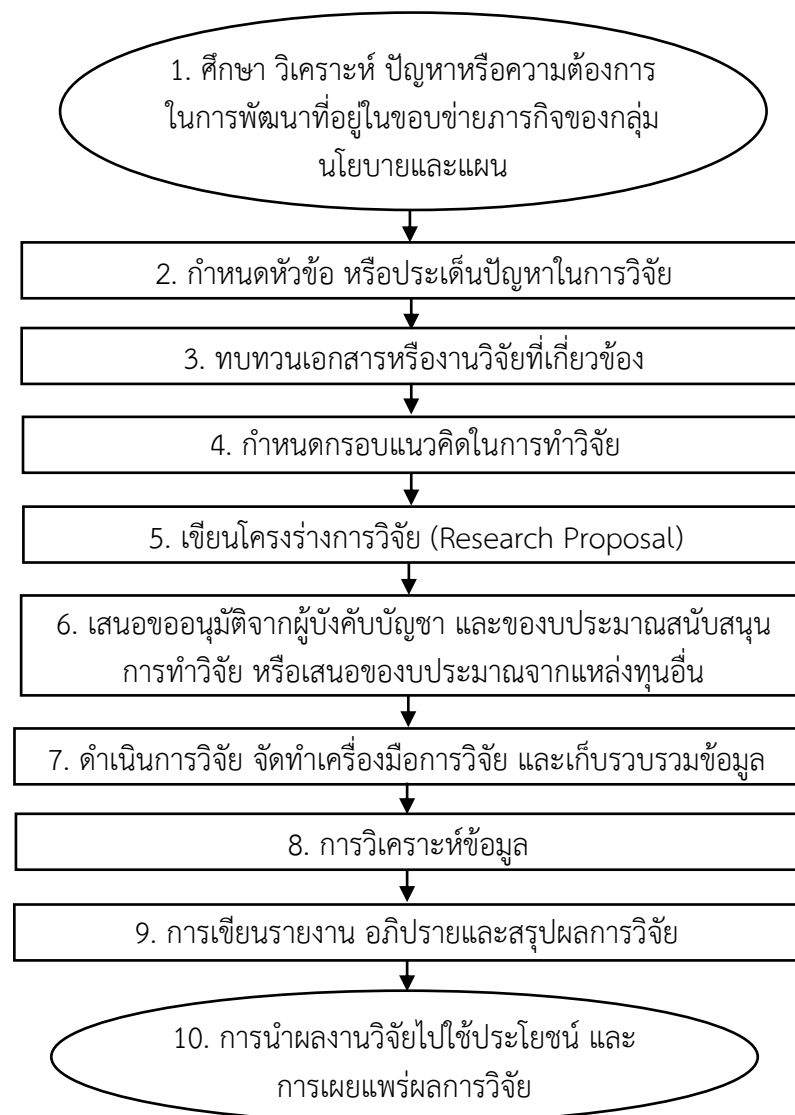 1. ศึกษา วิเคราะห์ ปัญหาหรือความต้องการ
ในการพัฒนาที่อยู่ในขอบข่ายภารกิจของกลุ่ม
นโยบายและแผน
2. กำหนดหัวข้อ หรือประเด็นปัญหาในการวิจัย
3. ทบทวนเอกสารหรืองานวิจัยที่เกี่ยวข้อง
4. กำหนดกรอบแนวคิดในการทำวิจัย
5. เขียนโครงร่างการวิจัย (Research Proposal)
6. เสนอขออนุมัติจากผู้บังคับบัญชา และของบประมาณสนับสนุน
การทำวิจัย หรือเสนอของบประมาณจากแหล่งทุนอื่น
7. ดำเนินการวิจัย จัดทำเครื่องมือการวิจัย และเก็บรวบรวมข้อมูล
8. การวิเคราะห์ข้อมูล
9. การเขียนรายงาน อภิปรายและสรุปผลการวิจัย
10. การนำผลงานวิจัยไปใช้ประโยชน์ และ
การเผยแพร่ผลการวิจัย